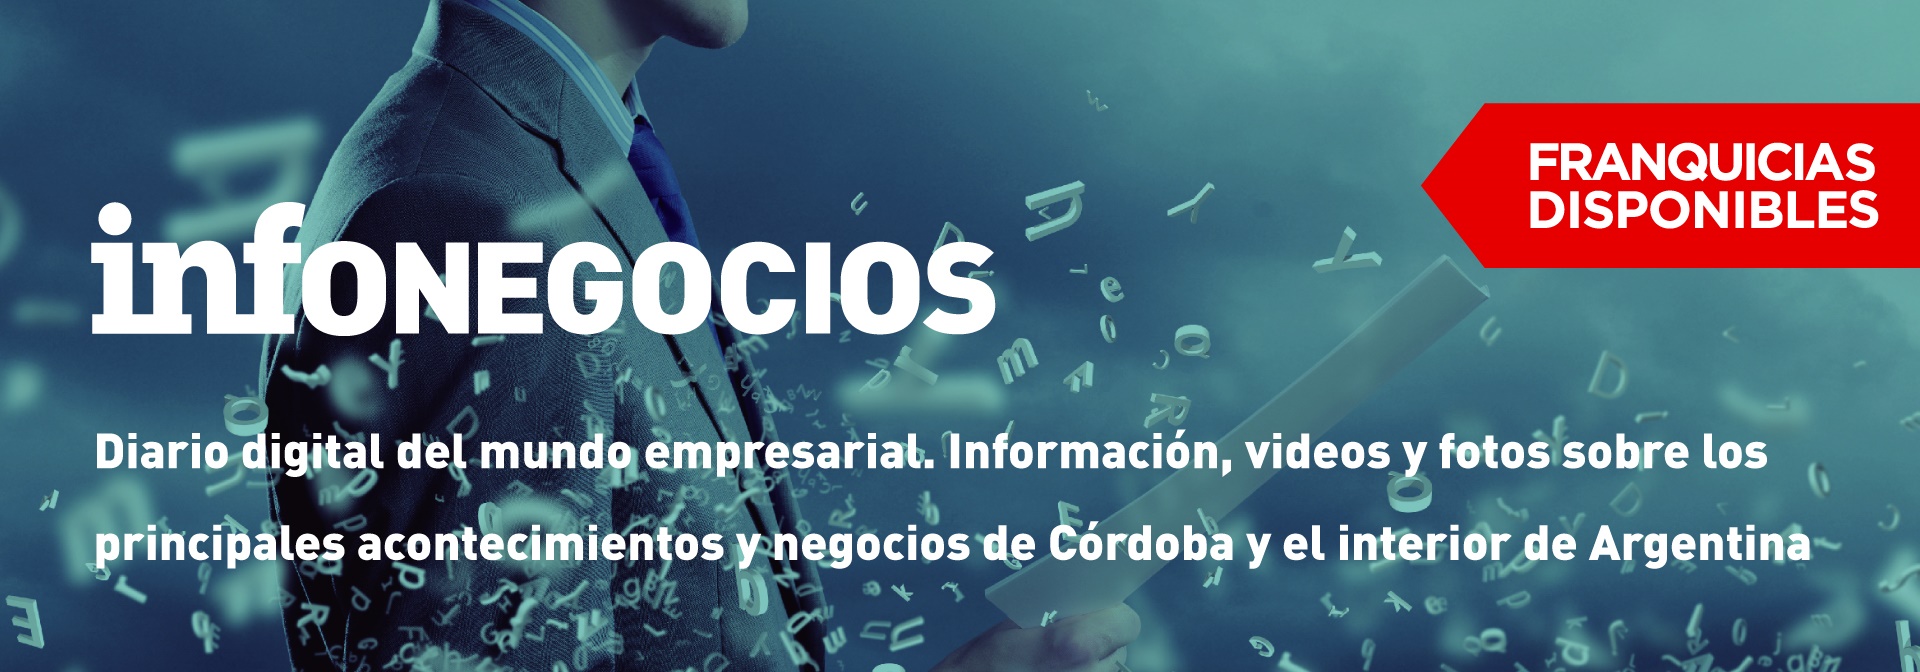 FRANQUICIAS
DISPONIBLES
infONEGOCIOS
Diario digital del mundo empresarial. Información, videos y fotos sobre los
principales acontecimientos y negocios de Córdoba y el interior de Argentina